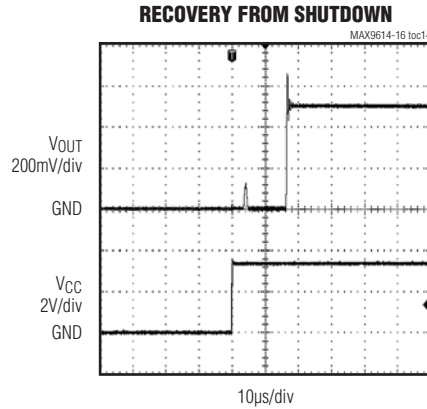 RECOVERY FROM SHUTDOWN
MAX9614-16 toc1
VOUT
200mV/div
GND
VCC
2V/div
GND
10µs/div